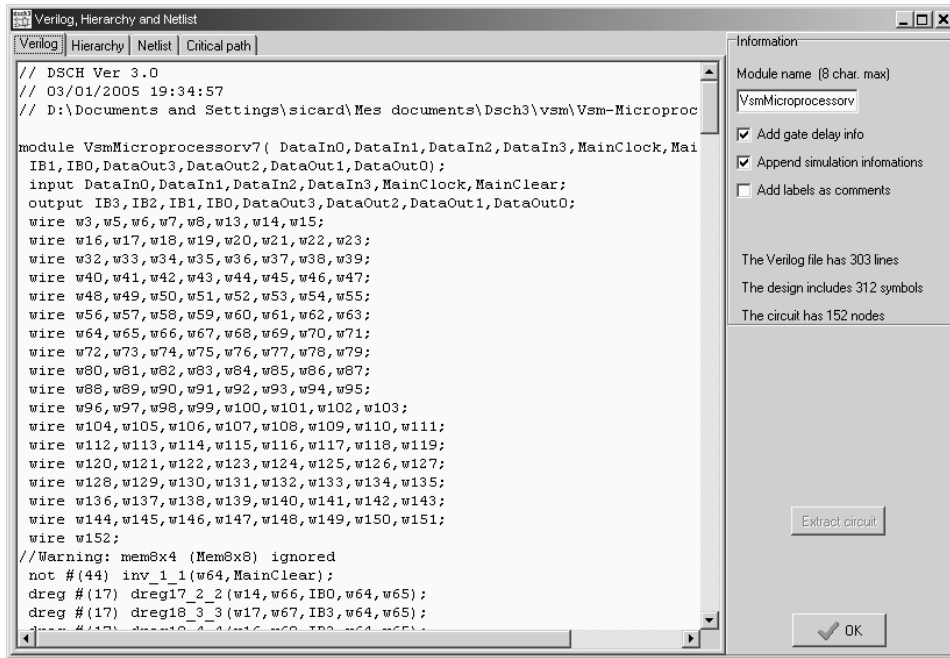 Verilog, Hierarchy and Netlist
Verilog Hierarchy Netlist Critical path
// DSCH Ver 3.0
// 03/01/2005 19:34:57
// D:\Documents and Settings\sicard\Mes documents\Dsch3\vsm\Vsm-Microproc
module VsmMicroprocessorv7( DataIn0,DataIn1,DataIn2,DataIn3,MainClock,Mai
IB1,IB0,DataOut3,DataOut2,DataOut1,DataOut0);
input DataIn0,DataIn1,DataIn2,DataIn3,MainClock,MainClear;
output IB3,IB2,IB1,IB0,DataOut3,DataOut2,DataOut1,DataOut0;
wire w3,w5,w6,w7,w8,w13,w14,w15;
wire w16,w17,w18,w19,w20,w21,w22,w23;
wire w32,w33,w34,w35,w36,w37,w38,w39;
wire w40,w41,w42,w43,w44,w45,w46,w47;
wire w48,w49,w50,w51,w52,w53,w54,w55;
wire w56,w57,w58,w59,w60,w61,w62,w63;
wire w64,w65,w66,w67,w68,w69,w70,w71;
wire w72,w73,w74,w75,w76,w77,w78,w79;
wire w80,w81,w82,w83,w84,w85,w86,w87;
wire w88,w89,w90,w91,w92,w93,w94,w95;
wire w96,w97,w98,w99,w100,w101,w102,w103;
wire w104,w105,w106,w107,w108,w109,w110,w111;
wire w112,w113,w114,w115,w116,w117,w118,w119;
wire w120,w121,w122,w123,w124,w125,w126,w127;
wire w128,w129,w130,w131,w132,w133,w134,w135;
wire w136,w137,w138,w139,w140,w141,w142,w143;
wire w144,w145,w146,w147,w148,w149,w150,w151;
wire w152;
//Warning: mem8x4 (Mem8x8) ignored
not #(44) inv_1_1(w64,MainClear);
dreg #(17) dreg17_2_2(w14,w66,IB0,w64,w65);
dreg #(17) dreg18_3_3(w17,w67,IB3,w64,w65);
Information
Module name (8 char. max)
VsmMicroprocessorv
Add gate delay info
Append simulation infomations
Add labels as comments
The Verilog file has 303 lines
The design includes 312 symbols
The circuit has 152 nodes
Extract circuit
OK